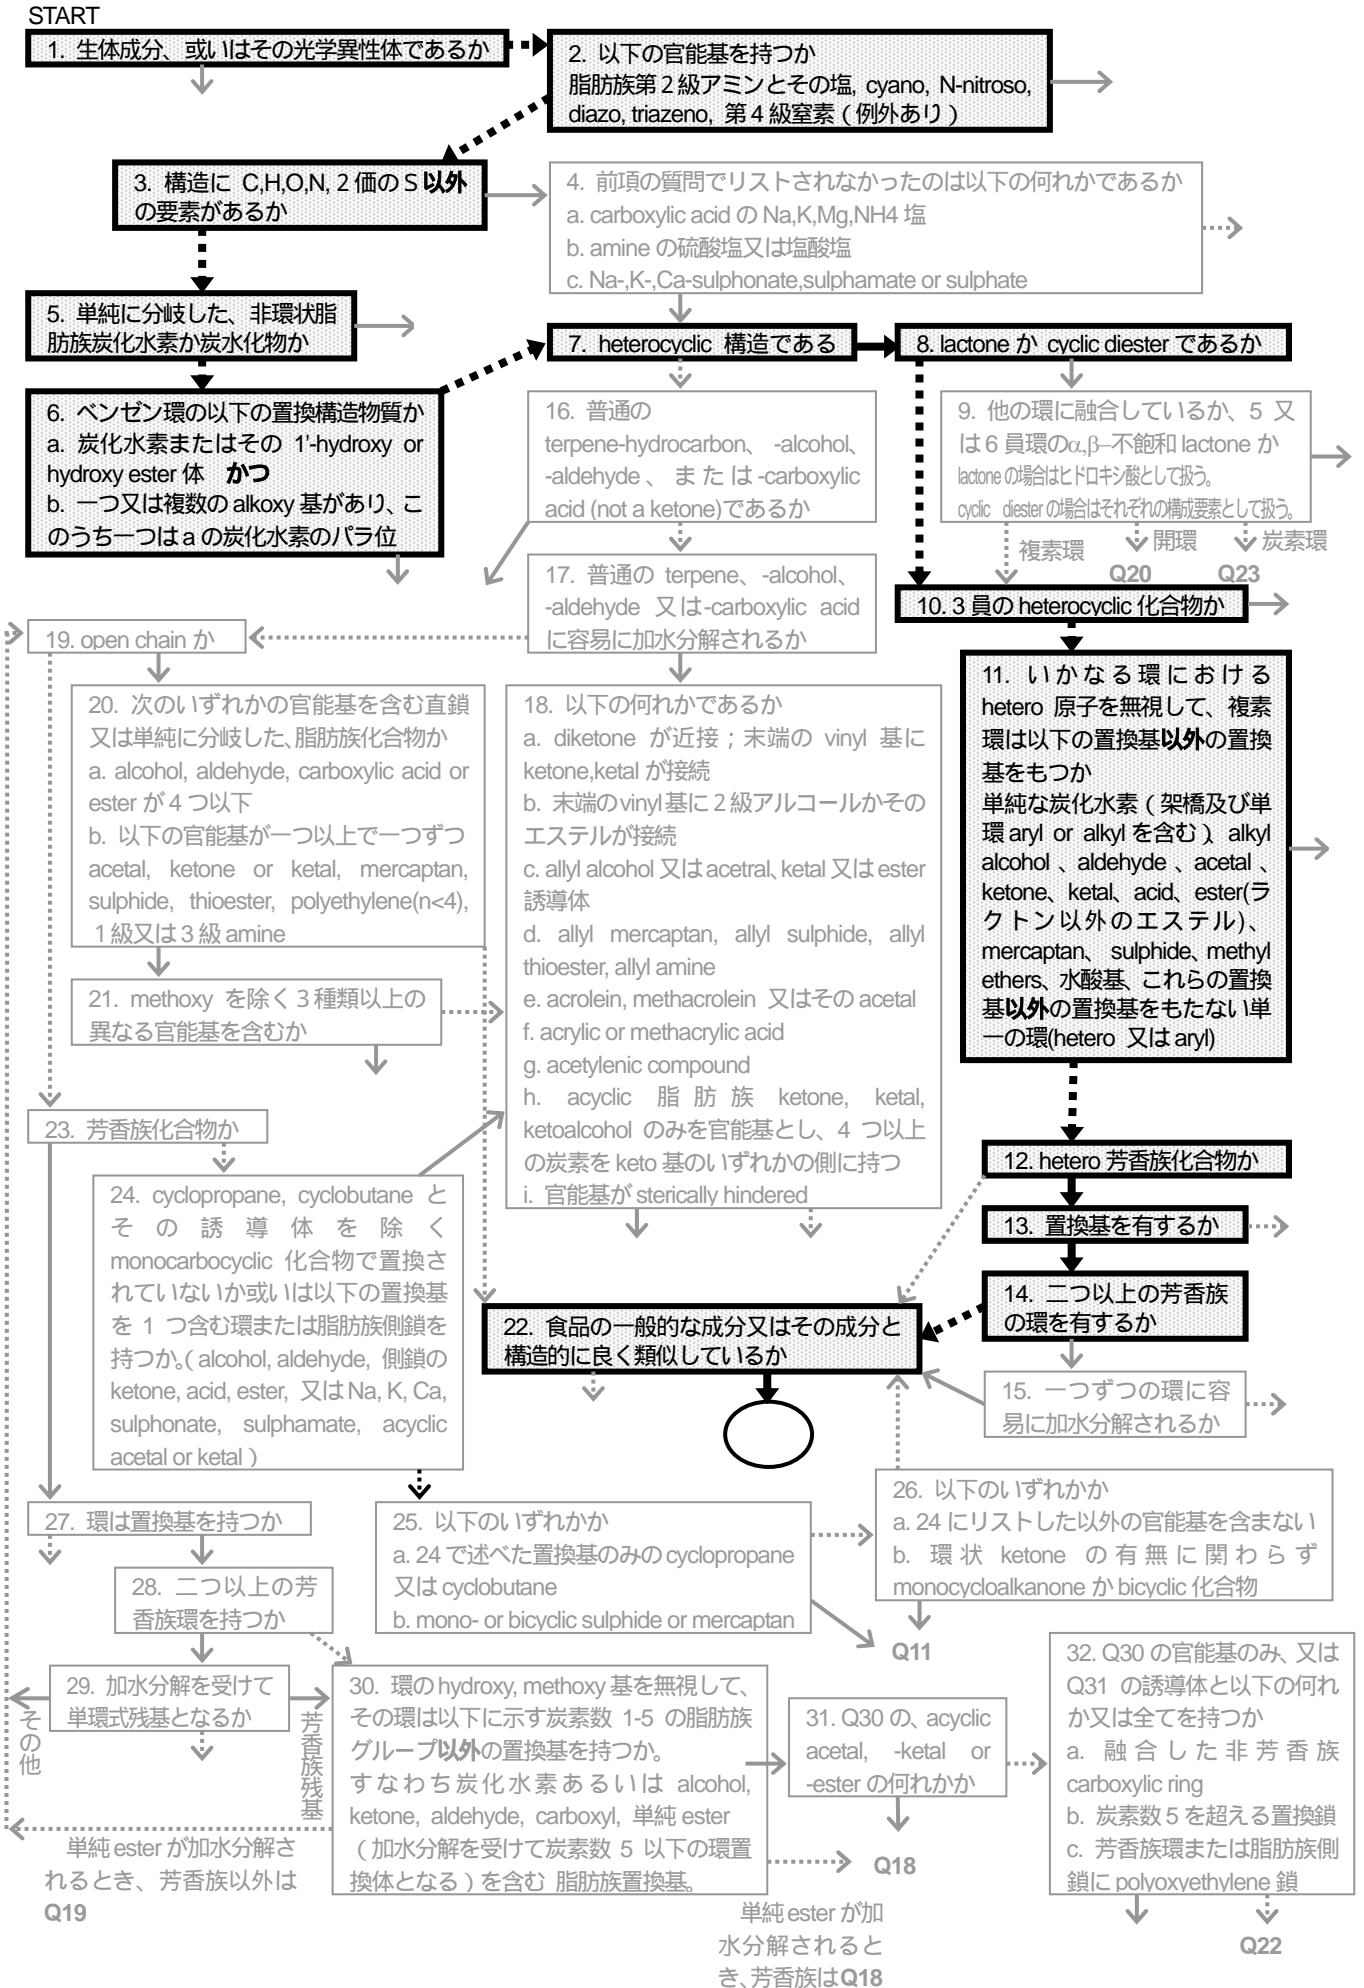 START
1. 生体成分、或いはその光学異性体であるか
2. 以下の官能基を持つか
脂肪族第2級アミンとその塩, cyano, N-nitroso,
diazo, triazeno, 第4級窒素（例外あり）
3. 構造に C,H,O,N, 2価のS以外
の要素があるか
4. 前項の質問でリストされなかったのは以下の何れかであるか
a. carboxylic acid の Na,K,Mg,NH4 塩
b. amine の硫酸塩又は塩酸塩
c. Na-,K-,Ca-sulphonate,sulphamate or sulphate
5. 単純に分岐した、非環状脂
肪族炭化水素か炭水化物か
6. ベンゼン環の以下の置換構造物質か
a. 炭化水素またはその 1'-hydroxy or
hydroxy ester 体 かつ
b. 一つ又は複数の alkoxy 基があり、こ
のうち一つは a の炭化水素のパラ位
7. heterocyclic 構造である
8. lactone か cyclic diester であるか
9. 他の環に融合しているか、5 又
は 6 員環のα,β–不飽和 lactone か
lactone の場合はヒドロキシ酸として扱う。
cyclic diester の場合はそれぞれの構成要素として扱う。
複素環
開環
炭素環
Q20
Q23
10. 3 員の heterocyclic 化合物か
11. いかなる環における
hetero 原子を無視して、複素
環は以下の置換基以外の置換
基をもつか
単純な炭化水素（架橋及び単
環 aryl or alkyl を含む）、alkyl
alcohol 、aldehyde 、acetal 、
ketone、ketal、acid、ester(ラ
クトン以外のエステル)、
mercaptan、 sulphide、methyl
ethers、水酸基、これらの置換
基以外の置換基をもたない単
一の環(hetero 又は aryl)
12. hetero 芳香族化合物か
13. 置換基を有するか
14. 二つ以上の芳香族
の環を有するか
15. 一つずつの環に容
易に加水分解されるか
16. 普通の
terpene-hydrocarbon、 -alcohol、
-aldehyde 、 または -carboxylic
acid (not a ketone)であるか
17. 普通の terpene、-alcohol、
-aldehyde 又は-carboxylic acid
に容易に加水分解されるか
18. 以下の何れかであるか
a. diketone が近接；末端の vinyl 基に
ketone,ketal が接続
b. 末端のvinyl 基に2級アルコールかその
エステルが接続
c. allyl alcohol 又は acetral、ketal 又は ester
誘導体
d. allyl mercaptan, allyl sulphide, allyl
thioester, allyl amine
e. acrolein, methacrolein 又はその acetal
f. acrylic or methacrylic acid
g. acetylenic compound
h. acyclic 脂肪族 ketone, ketal,
ketoalcohol のみを官能基とし、4 つ以上
の炭素を keto 基のいずれかの側に持つ
i. 官能基が sterically hindered
19. open chain か
20. 次のいずれかの官能基を含む直鎖
又は単純に分岐した、脂肪族化合物か
a. alcohol, aldehyde, carboxylic acid or
ester が 4 つ以下
b. 以下の官能基が一つ以上で一つずつ
acetal, ketone or ketal, mercaptan,
sulphide, thioester, polyethylene(n<4),
1級又は3級 amine
21. methoxy を除く3種類以上の
異なる官能基を含むか
22. 食品の一般的な成分又はその成分と
構造的に良く類似しているか
23. 芳香族化合物か
24. cyclopropane, cyclobutane と
その誘導体を除く
monocarbocyclic 化合物で置換さ
れていないか或いは以下の置換基
を 1 つ含む環または脂肪族側鎖を
持つか。（alcohol, aldehyde, 側鎖の
ketone, acid, ester, 又は Na, K, Ca,
sulphonate, sulphamate, acyclic
acetal or ketal ）
25. 以下のいずれかか
a. 24 で述べた置換基のみの cyclopropane
又は cyclobutane
b. mono- or bicyclic sulphide or mercaptan
26. 以下のいずれかか
a. 24 にリストした以外の官能基を含まない
b. 環状 ketone の有無に関わらず
monocycloalkanone か bicyclic 化合物
Q11
27. 環は置換基を持つか
28. 二つ以上の芳
香族環を持つか
29. 加水分解を受けて
単環式残基となるか
その他
芳香族残基
30. 環の hydroxy, methoxy 基を無視して、
その環は以下に示す炭素数 1-5 の脂肪族
グループ以外の置換基を持つか。
すなわち炭化水素あるいは alcohol,
ketone, aldehyde, carboxyl, 単純 ester
（加水分解を受けて炭素数 5 以下の環置
換体となる）を含む 脂肪族置換基。
31. Q30 の、acyclic
acetal, -ketal or
-ester の何れかか
Q18
32. Q30 の官能基のみ、又は
Q31 の誘導体と以下の何れ
か又は全てを持つか
a. 融合した非芳香族
carboxylic ring
b. 炭素数 5 を超える置換鎖
c. 芳香族環または脂肪族側
鎖に polyoxyethylene 鎖
Q22
単純 ester が加水分解さ
れるとき、芳香族以外は
Q19
単純 ester が加
水分解されると
き、芳香族はQ18